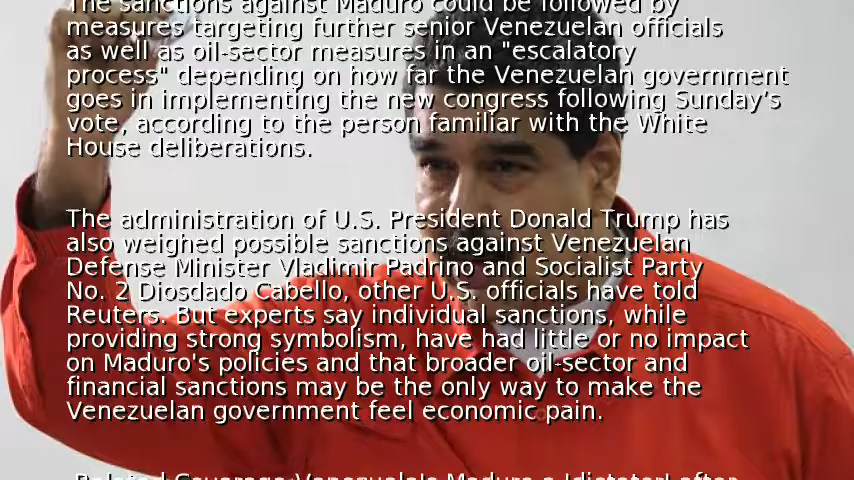 The sanctions against Maduro could be followed by
measures targeting further senior Venezuelan officials
as well as oil-sector measures in an "escalatory
process" depending on how far the Venezuelan government
goes in implementing the new congress following Sunday's
vote, according to the person familiar with the White
House deliberations.
The administration of U.S. President Donald Trump has
also weighed possible sanctions against Venezuelan
Defense Minister Vladimir Padrino and Socialist Party
No. 2 Diosdado Cabello, other U.S. officials have told
Reuters. But experts say individual sanctions, while
providing strong symbolism, have had little or no impact
on Maduro's policies and that broader oil-sector and
financial sanctions may be the only way to make the
Venezuelan government feel economic pain.
Related Coverage Venezuela's Maduro a 'dictator' after